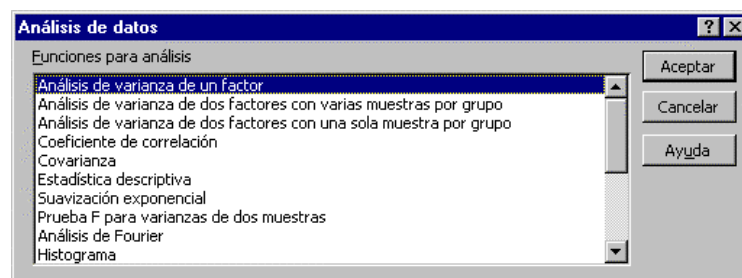 Análisis de datos
Funciones para análisis
Análisis de varianza de un factor
Análisis de varianza de dos factores con varias muestras por grupo
Análisis de varianza de dos factores con una sola muestra por grupo
Coeficiente de correlación
Covarianza
Estadística descriptiva
Suavización exponencial
Prueba F para varianzas de dos muestras
Análisis de Fourier
Histograma
Aceptar
Cancelar
Ayuda